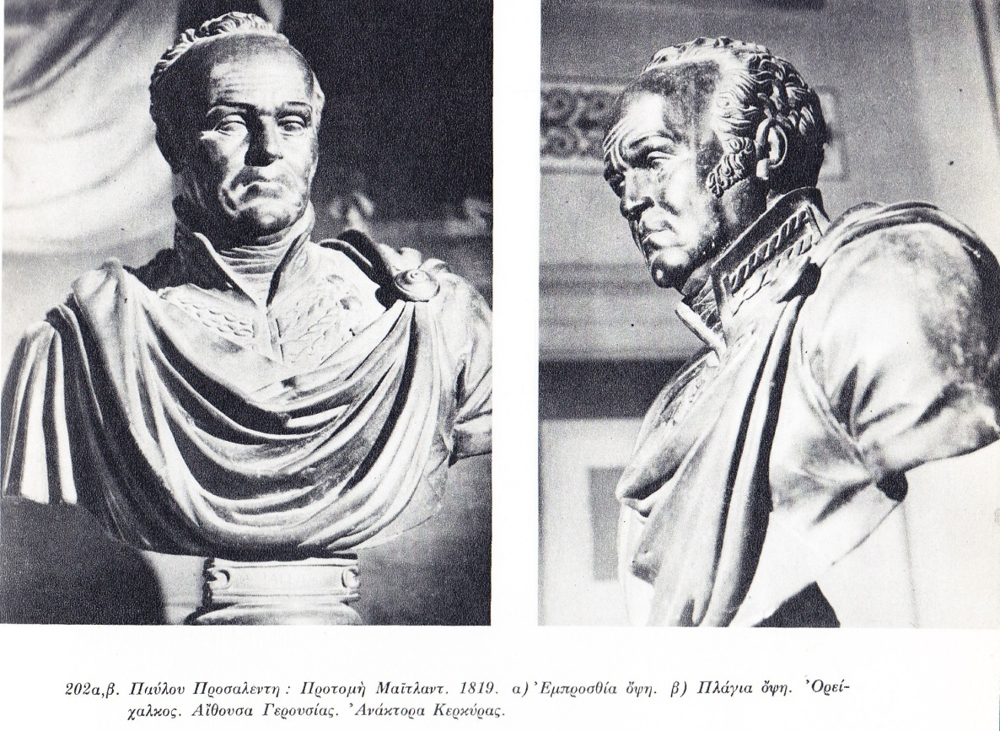 202α,β. Παύλου Προσαλέντη : Προτομὴ Μαῖτλαντ. 1819. α) Ἐμπροσθία ὄψη. β) Πλάγια ὄψη. Ὀρεί-
χαλκος. Αἴθουσα Γερουσίας. Ἀνάκτορα Κερκύρας.